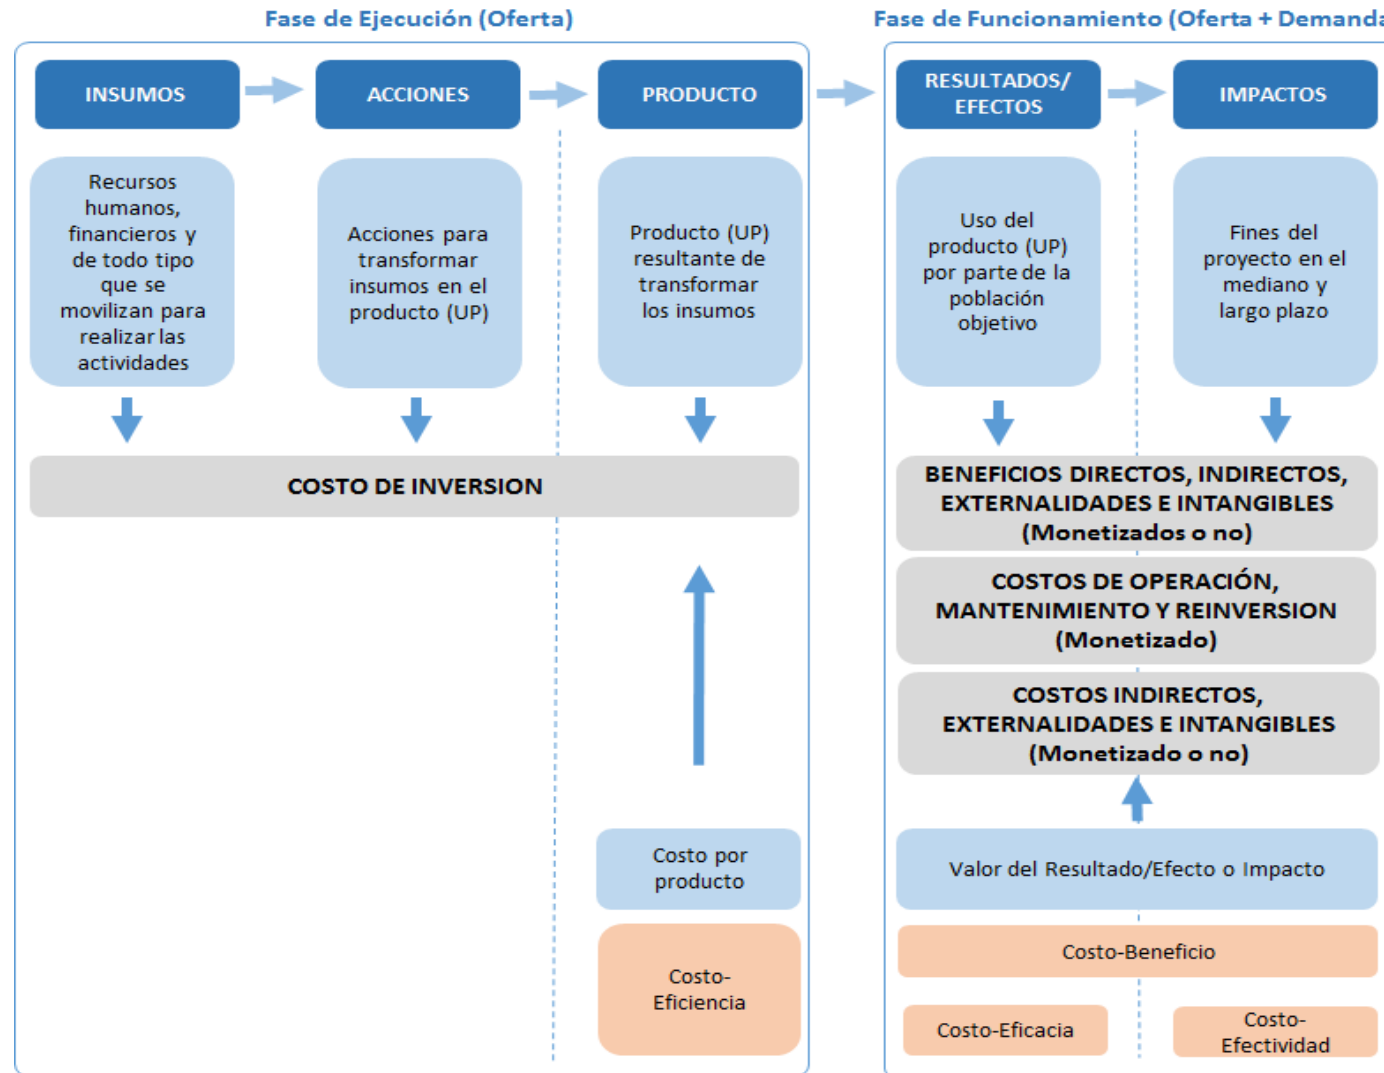 Fase de Ejecución (Oferta)
Fase de Funcionamiento (Oferta + Demanda
INSUMOS
ACCIONES
PRODUCTO
RESULTADOS/
EFECTOS
IMPACTOS
Recursos
humanos,
financieros y
de todo tipo
que se
movilizan para
realizar las
actividades
Acciones para
transformar
insumos en el
producto (UP)
Producto (UP)
resultante de
transformar
los insumos
Uso del
producto (UP)
por parte de la
población
objetivo
Fines del
proyecto en el
mediano y
largo plazo
COSTO DE INVERSION
BENEFICIOS DIRECTOS, INDIRECTOS,
EXTERNALIDADES E INTANGIBLES
(Monetizados o no)
COSTOS DE OPERACIÓN,
MANTENIMIENTO Y REINVERSION
(Monetizado)
COSTOS INDIRECTOS,
EXTERNALIDADES E INTANGIBLES
(Monetizado o no)
Costo por
producto
Valor del Resultado/Efecto o Impacto
Costo-
Eficiencia
Costo-Beneficio
Costo-Eficacia
Costo-
Efectividad